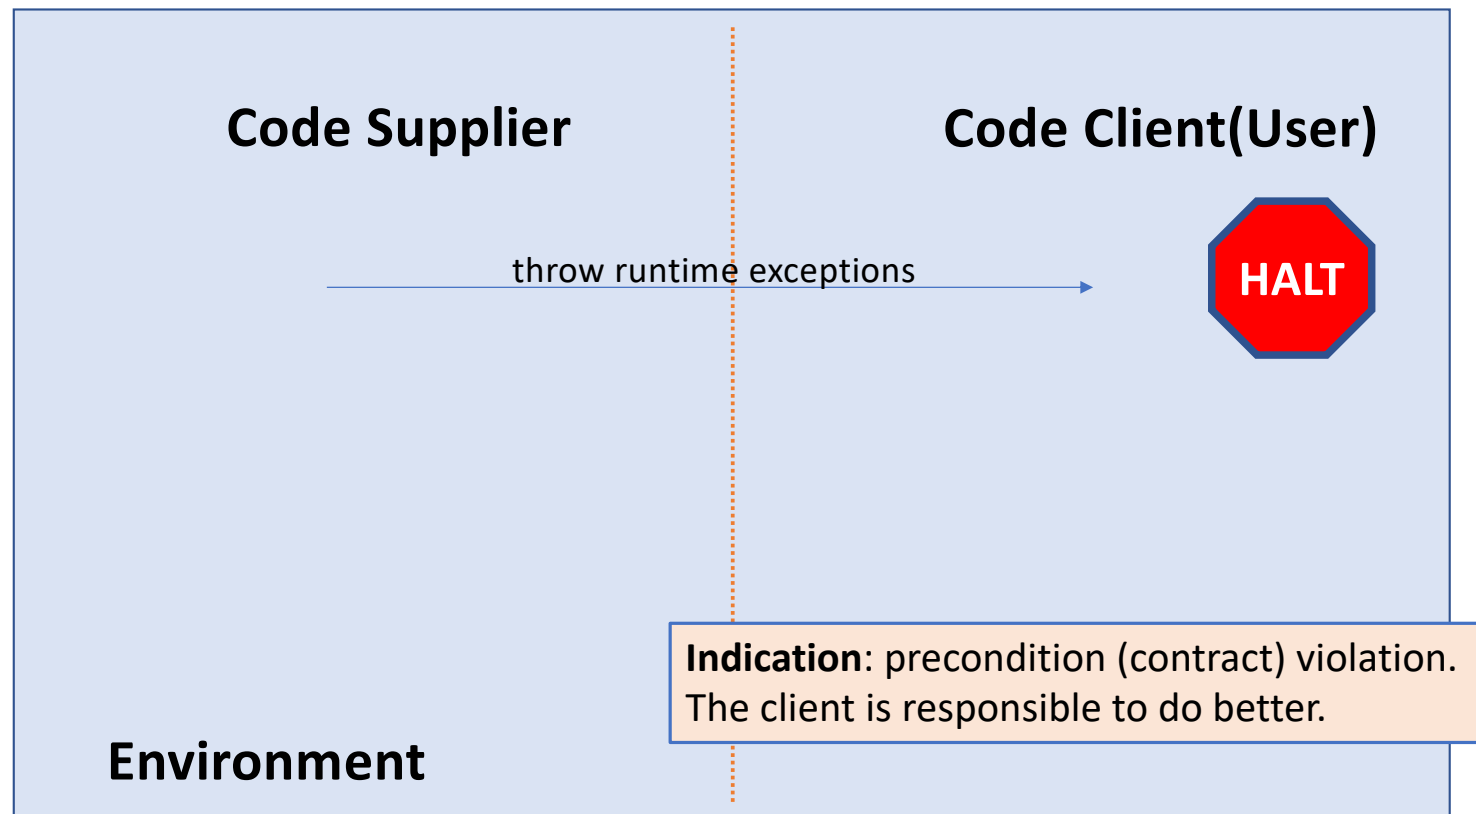 Code Supplier
Code Client(User)
throw runtime exceptions
HALT
Indication: precondition (contract) violation.
The client is responsible to do better.
Environment